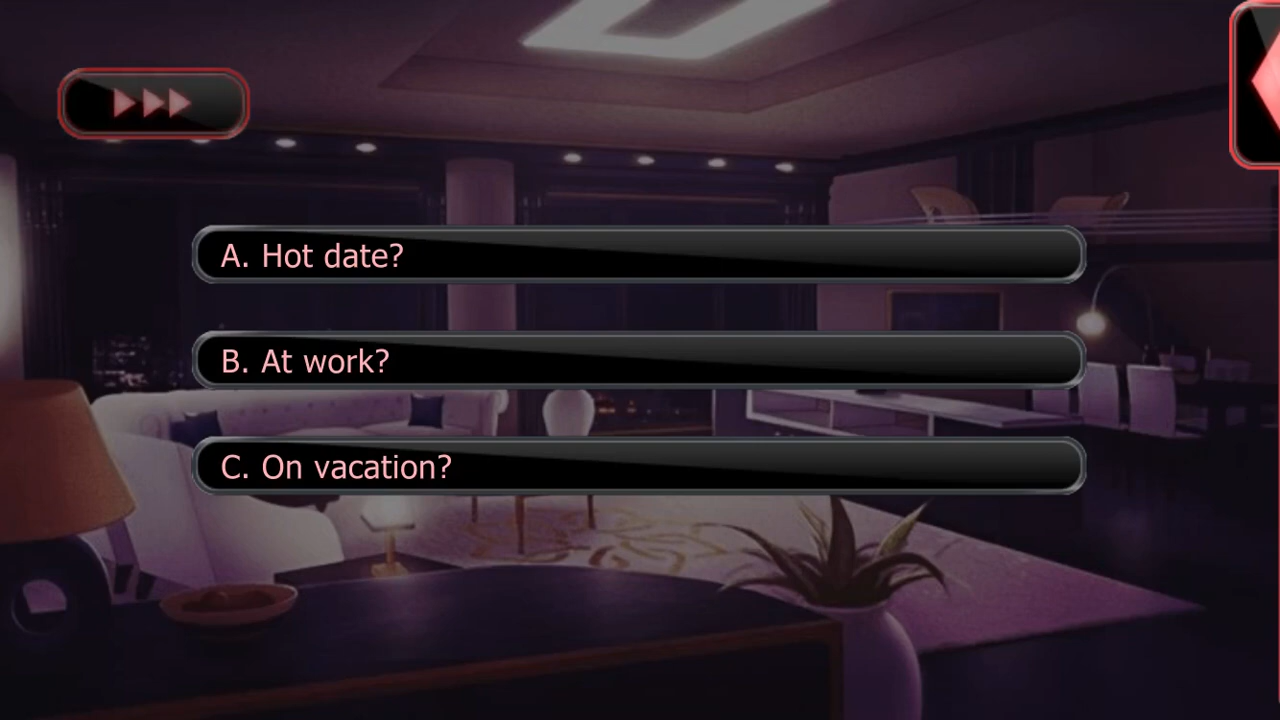 A. Hot date?
B. At work?
C. On vacation?